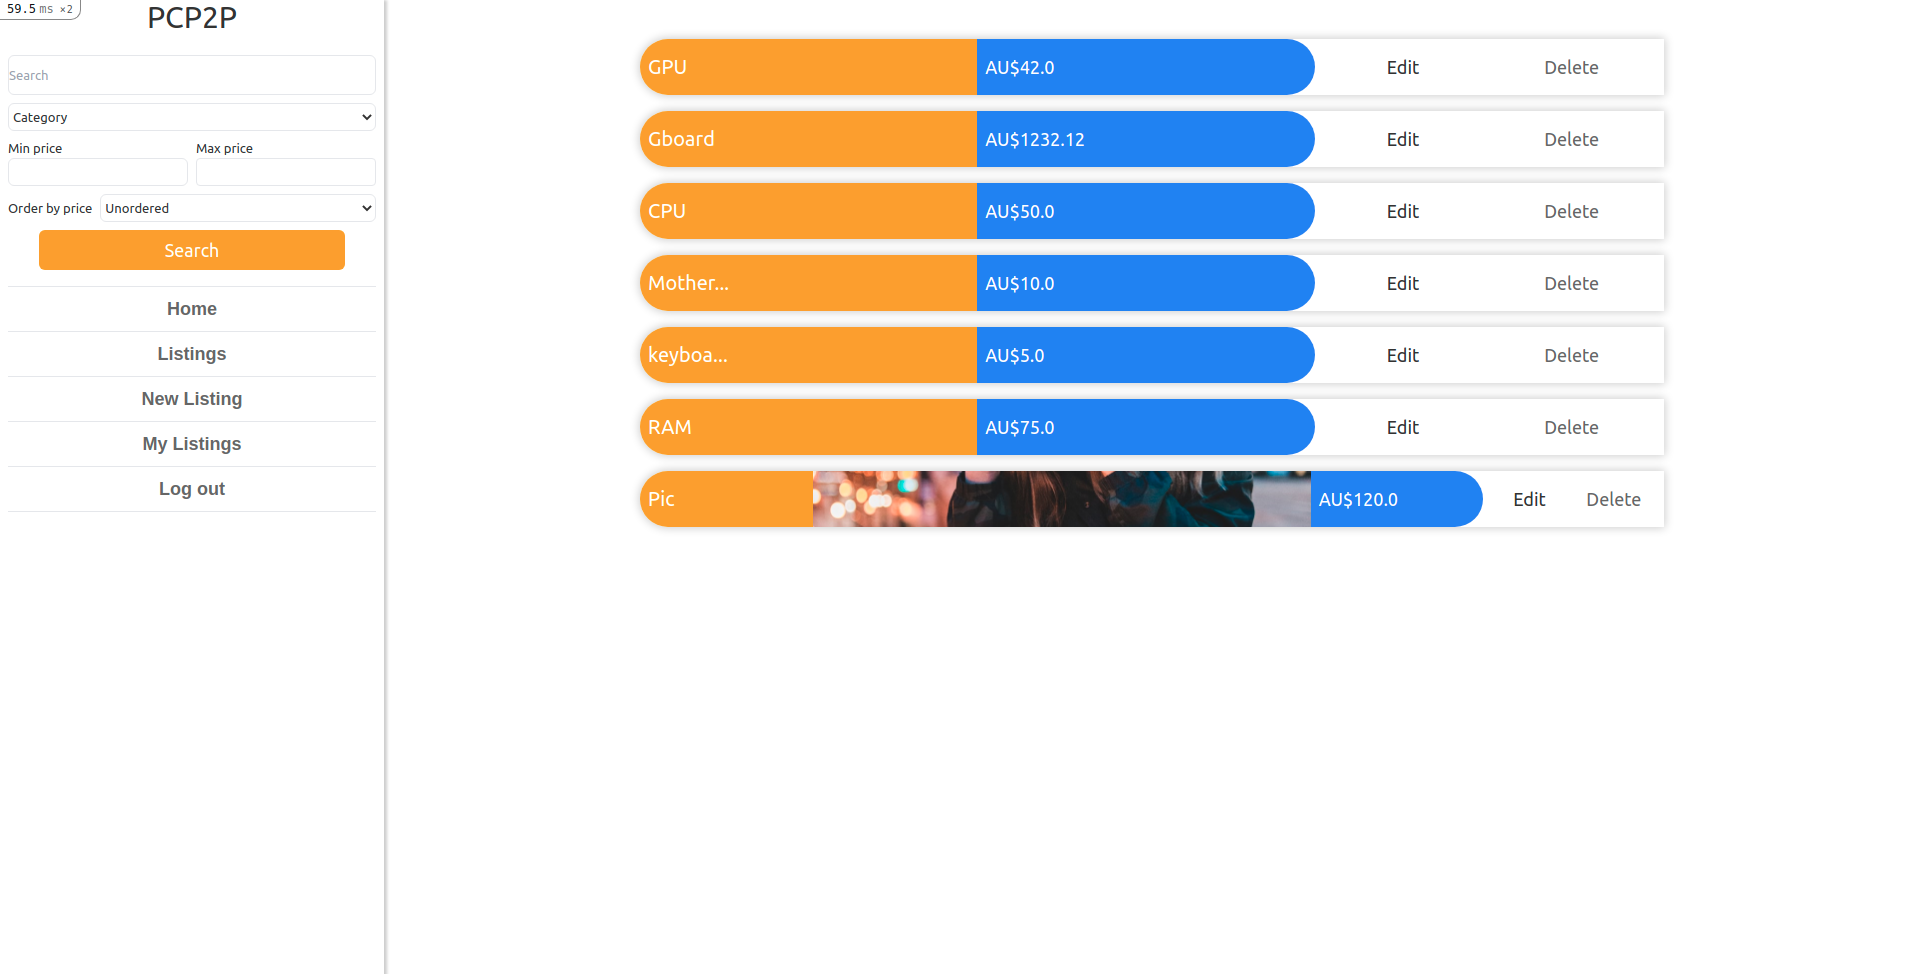 59.5 ms ×2
PCP2P
Search
Category
Min price Max price
Order by price Unordered
Search
Home
Listings
New Listing
My Listings
Log out
GPU AU$42.0 Edit Delete
Gboard AU$1232.12 Edit Delete
CPU AU$50.0 Edit Delete
Mother... AU$10.0 Edit Delete
keyboa... AU$5.0 Edit Delete
RAM AU$75.0 Edit Delete
Pic AU$120.0 Edit Delete